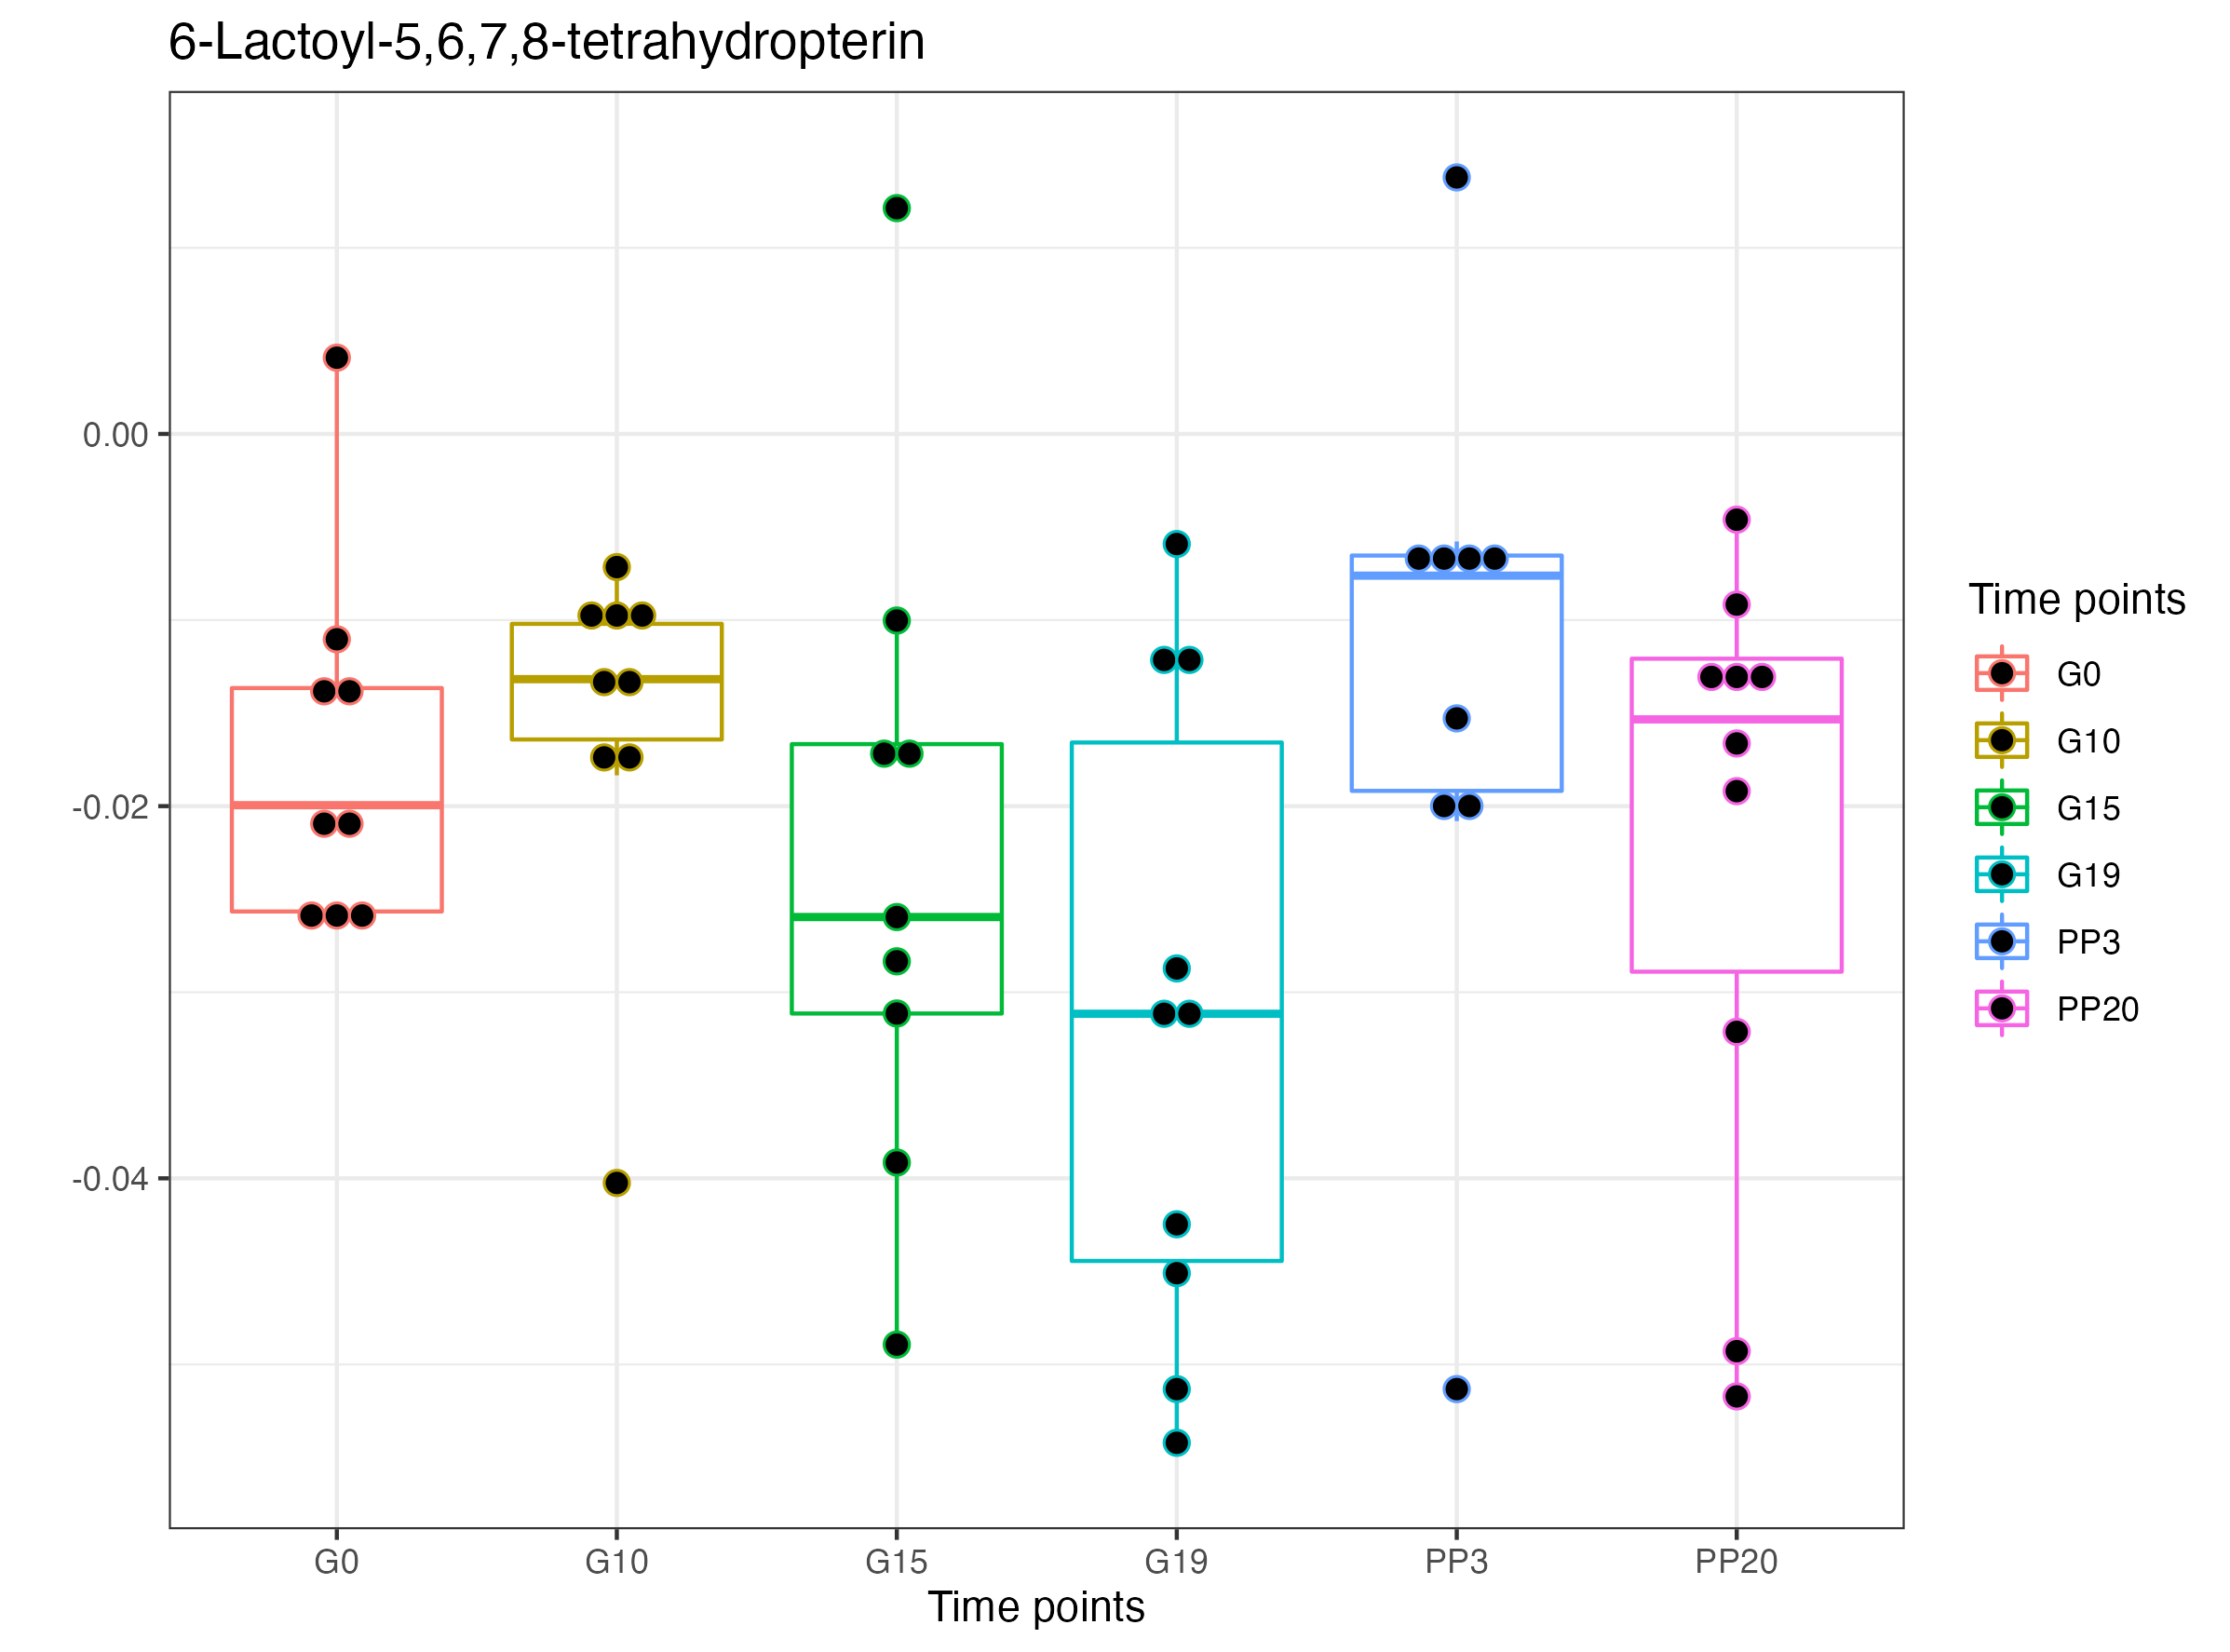 6-Lactoyl-5,6,7,8-tetrahydropterin
0.00
-0.02
-0.04
G0 G10 G15 G19 PP3 PP20
Time points
Time points
G0
G10
G15
G19
PP3
PP20